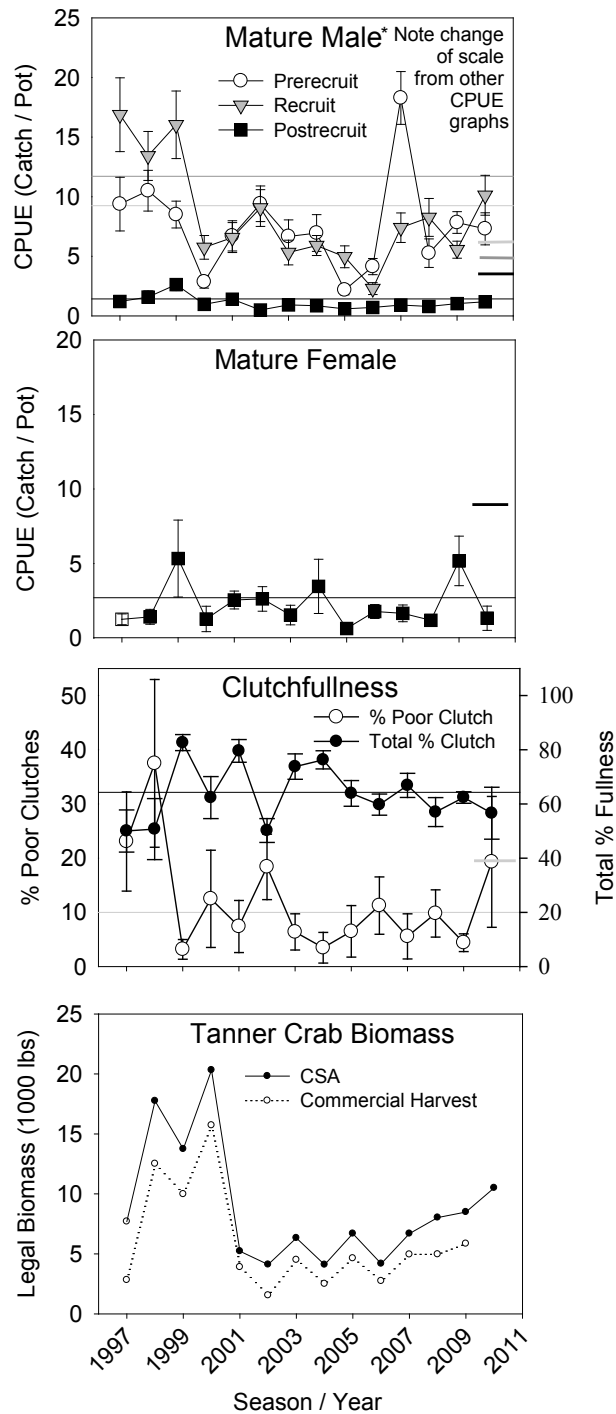 Mature Male* Note change
of scale
from other
CPUE
graphs
Prerecruit
Recruit
Postrecruit
CPUE (Catch / Pot)
25
20
15
10
5
0
Mature Female
CPUE (Catch / Pot)
20
15
10
5
0
Clutchfullness
% Poor Clutch
Total % Clutch
% Poor Clutches
50
40
30
20
10
0
Total % Fullness
100
80
60
40
20
0
Tanner Crab Biomass
CSA
Commercial Harvest
Legal Biomass (1000 lbs)
25
20
15
10
5
0
1997 1999 2001 2003 2005 2007 2009 2011
Season / Year